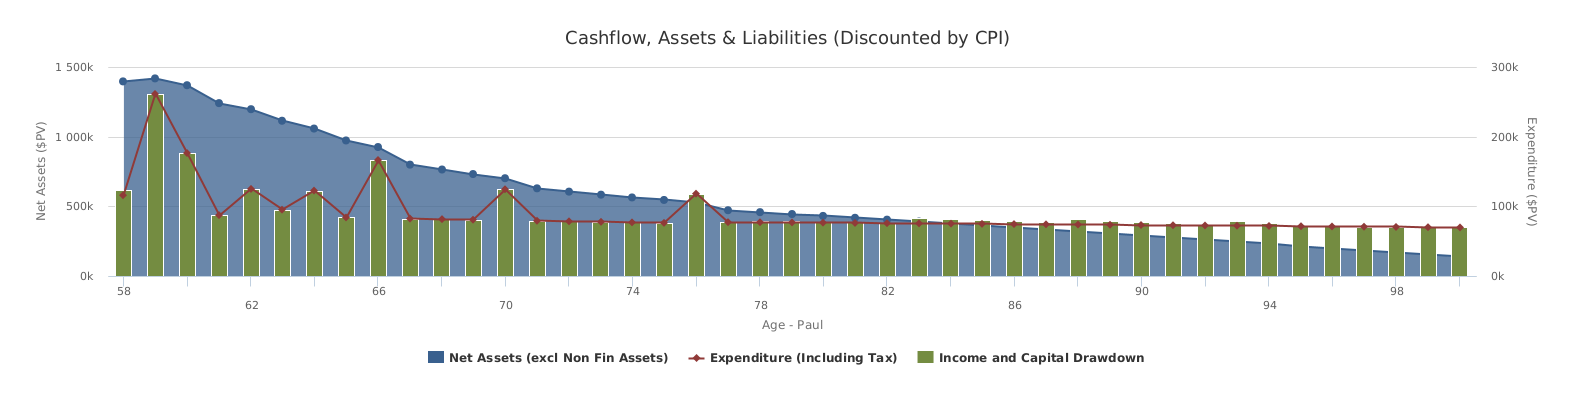 Cashflow, Assets & Liabilities (Discounted by CPI)
1 500k
1 000k
500k
0k
Net Assets ($PV)
300k
200k
100k
0k
Expenditure ($PV)
58
62
66
70
74
78
82
86
90
94
98
Age - Paul
Net Assets (excl Non Fin Assets)
Expenditure (Including Tax)
Income and Capital Drawdown